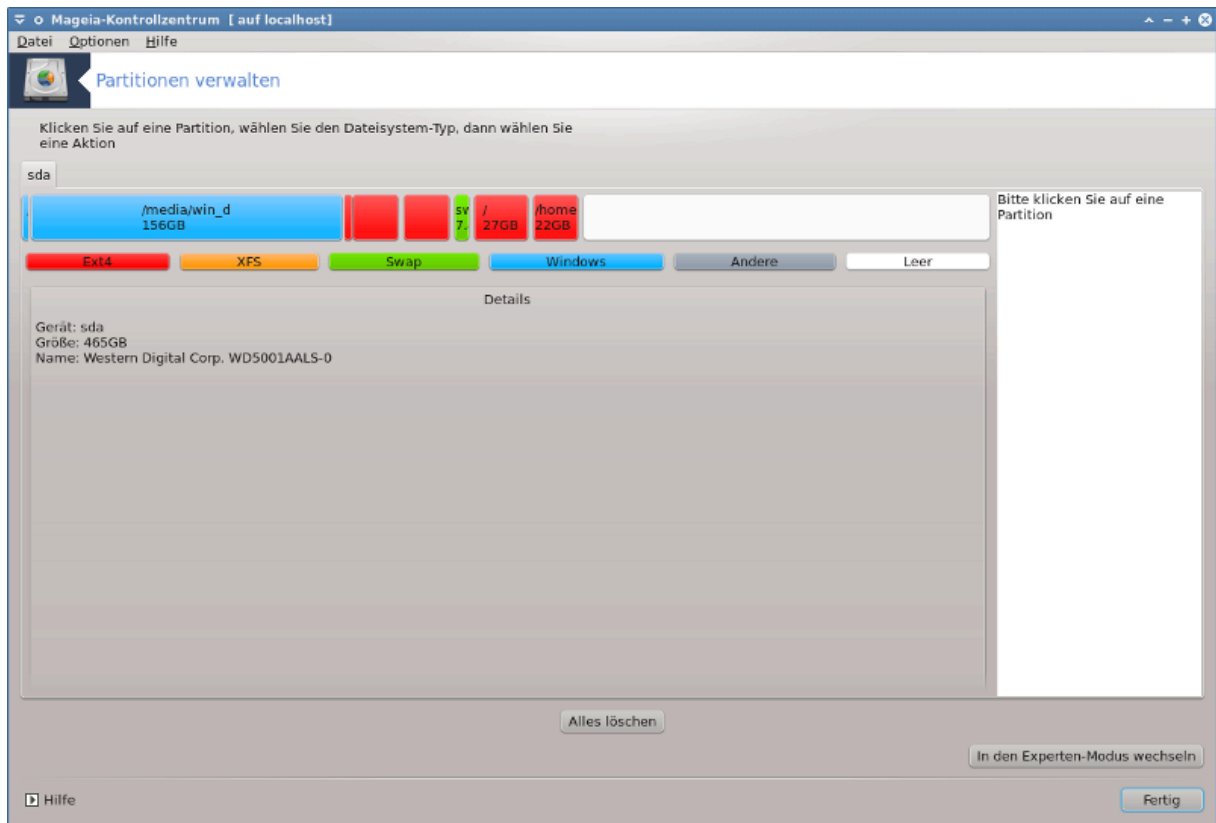 Mageia-Kontrollzentrum [ auf localhost]
Datei Optionen Hilfe
Partitionen verwalten
Klicken Sie auf eine Partition, wählen Sie den Dateisystem-Typ, dann wählen Sie
eine Aktion
sda
/media/win_d
156GB
sv
7.
/
27GB
/home
22GB
Bitte klicken Sie auf eine
Partition
Ext4 XFS Swap Windows Andere Leer
Details
Gerät: sda
Größe: 465GB
Name: Western Digital Corp. WD5001AALS-0
Alles löschen
In den Experten-Modus wechseln
Hilfe
Fertig